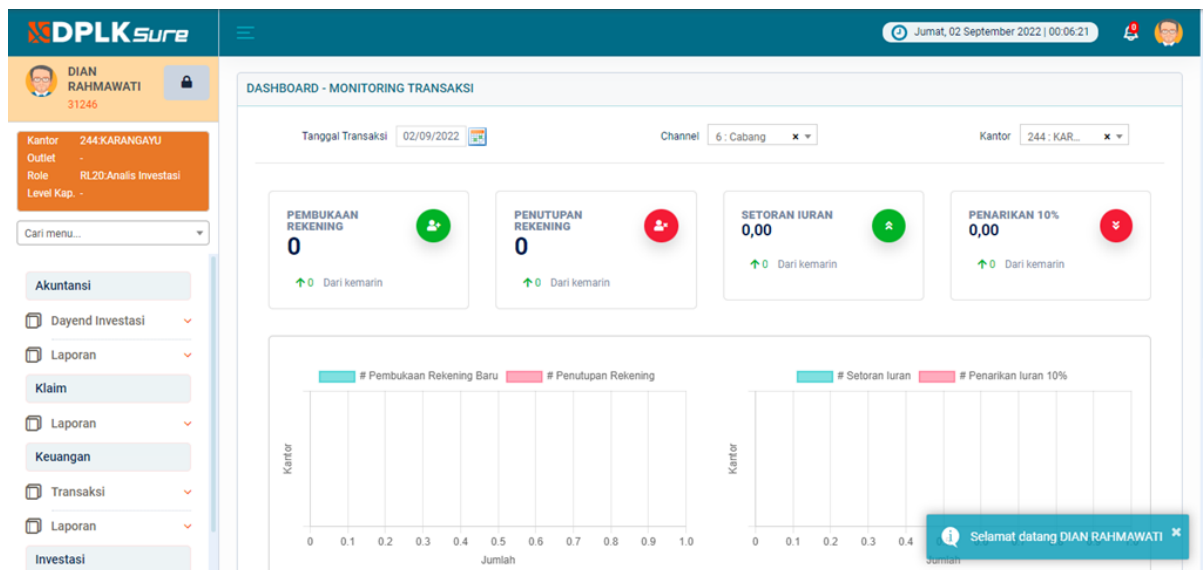 DPLK sure
Jumat, 02 September 2022 | 00:06:21
DIAN
RAHMAWATI
31246
Kantor 244:KARANGAYU
Outlet -
Role RL20:Analis Investasi
Level Kap. -
Cari menu...
Akuntansi
Dayend Investasi
Laporan
Klaim
Laporan
Keuangan
Transaksi
Laporan
Investasi
DASHBOARD - MONITORING TRANSAKSI
Tanggal Transaksi 02/09/2022
Channel 6 : Cabang × 
Kantor 244 : KAR... ×
PEMBUKAAN
REKENING
0
0 Dari kemarin
PENUTUPAN
REKENING
0
0 Dari kemarin
SETORAN IURAN
0,00
0 Dari kemarin
PENARIKAN 10%
0,00
0 Dari kemarin
# Pembukaan Rekening Baru # Penutupan Rekening
Kantor
0 0.1 0.2 0.3 0.4 0.5 0.6 0.7 0.8 0.9 1.0
Jumlah
# Setoran Iuran # Penarikan Iuran 10%
Kantor
0 0.1 0.2 0.3 0.4
Jumlah
Selamat datang DIAN RAHMAWATI ×